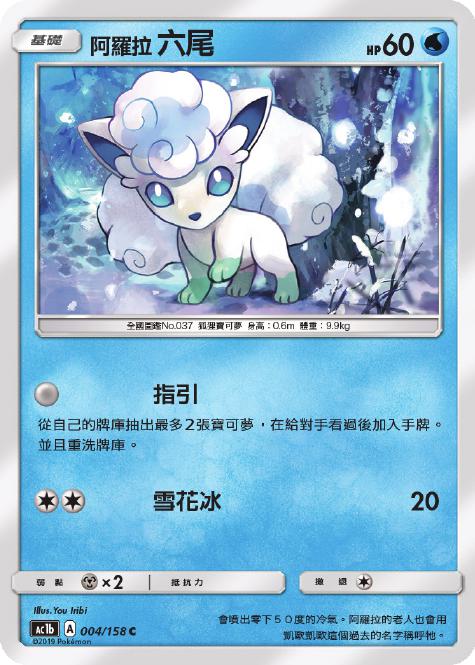 基礎 阿羅拉 六尾 HP 60
全國圖鑑No.037 狐狸寶可夢 身高：0.6m 體重：9.9kg
指引
從自己的牌庫抽出最多2張寶可夢，在給對手看過後加入手牌。
並且重洗牌庫。
雪花冰 20
弱點 ×2 抵抗力 撤退
Illus.You Iribi
AC1b A 004/158 C
©2019 Pokémon
會噴出零下５０度的冷氣。阿羅拉的老人也會用
凱歐凱歐這個過去的名字稱呼牠。